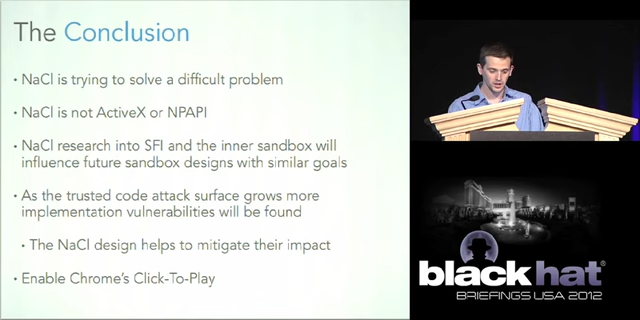 The Conclusion
• NaCl is trying to solve a difficult problem
• NaCl is not ActiveX or NPAPI
• NaCl research into SFI and the inner sandbox will
influence future sandbox designs with similar goals
• As the trusted code attack surface grows more
implementation vulnerabilities will be found
• The NaCl design helps to mitigate their impact
• Enable Chrome's Click-To-Play
black hat®
BRIEFINGS USA 2012